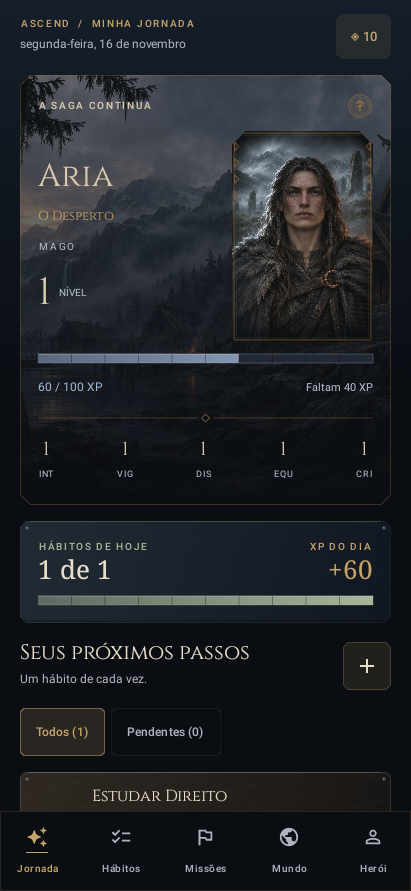 ASCEND / MINHA JORNADA
segunda-feira, 16 de novembro
10
A SAGA CONTINUA
ARIA
O DESPERTO
MAGO
1 NÍVEL
60 / 100 XP
Faltam 40 XP
1 1 1 1 1
INT VIG DIS EQU CRI
HÁBITOS DE HOJE
XP DO DIA
1 de 1
+60
SEUS PRÓXIMOS PASSOS
Um hábito de cada vez.
Todos (1)
Pendentes (0)
ESTUDAR DIREITO
Jornada
Hábitos
Missões
Mundo
Herói